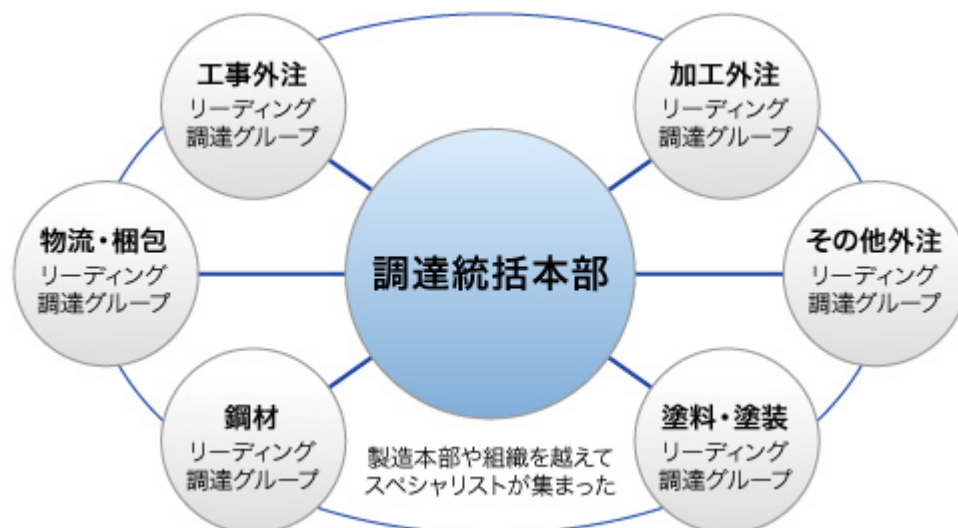 工事外注
リーディング
調達グループ
加工外注
リーディング
調達グループ
物流・梱包
リーディング
調達グループ
調達統括本部
その他外注
リーディング
調達グループ
鋼材
リーディング
調達グループ
製造本部や組織を越えて
スペシャリストが集まった
塗料・塗装
リーディング
調達グループ